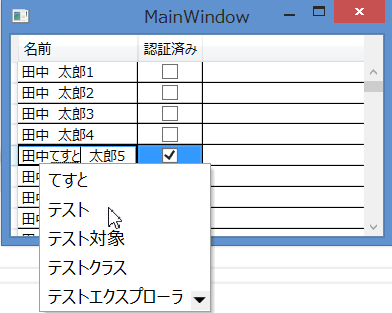 MainWindow
名前 認証済み
田中 太郎1
田中 太郎2
田中 太郎3
田中 太郎4
田中てすと 太郎5
てすと
テスト
テスト対象
テストクラス
テストエクスプローラ